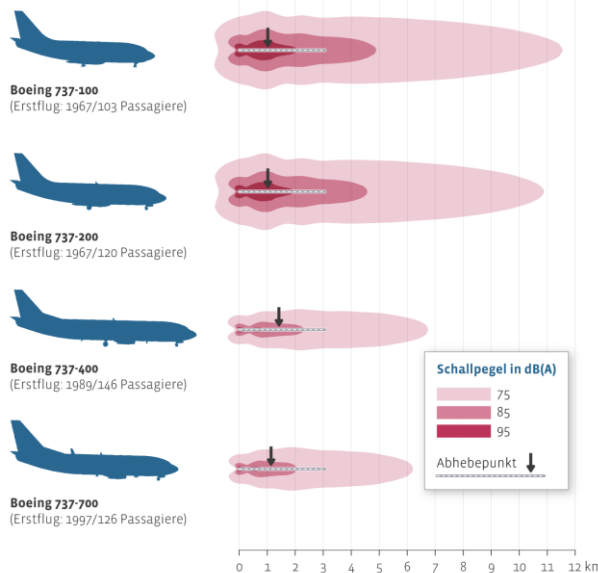 Boeing 737-100
(Erstflug: 1967/103 Passagiere)
Boeing 737-200
(Erstflug: 1967/120 Passagiere)
Boeing 737-400
(Erstflug: 1989/146 Passagiere)
Boeing 737-700
(Erstflug: 1997/126 Passagiere)
Schallpegel in dB(A)
75
85
95
Abhebepunkt
0 1 2 3 4 5 6 7 8 9 10 11 12 km